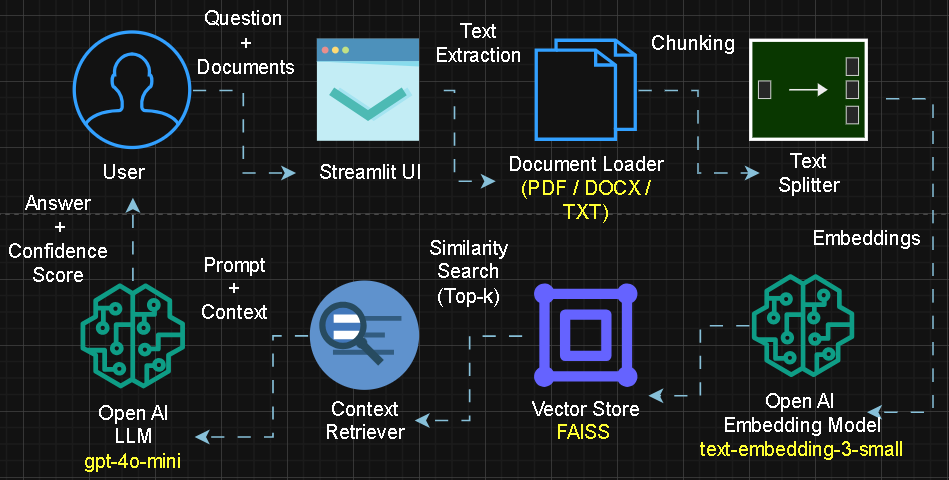 Question
+
Documents
User
Streamlit UI
Text
Extraction
Document Loader
(PDF / DOCX /
TXT)
Chunking
Text
Splitter
Embeddings
Open AI
Embedding Model
text-embedding-3-small
Vector Store
FAISS
Similarity
Search
(Top-k)
Context
Retriever
Prompt
+
Context
Open AI
LLM
gpt-4o-mini
Answer
+
Confidence
Score